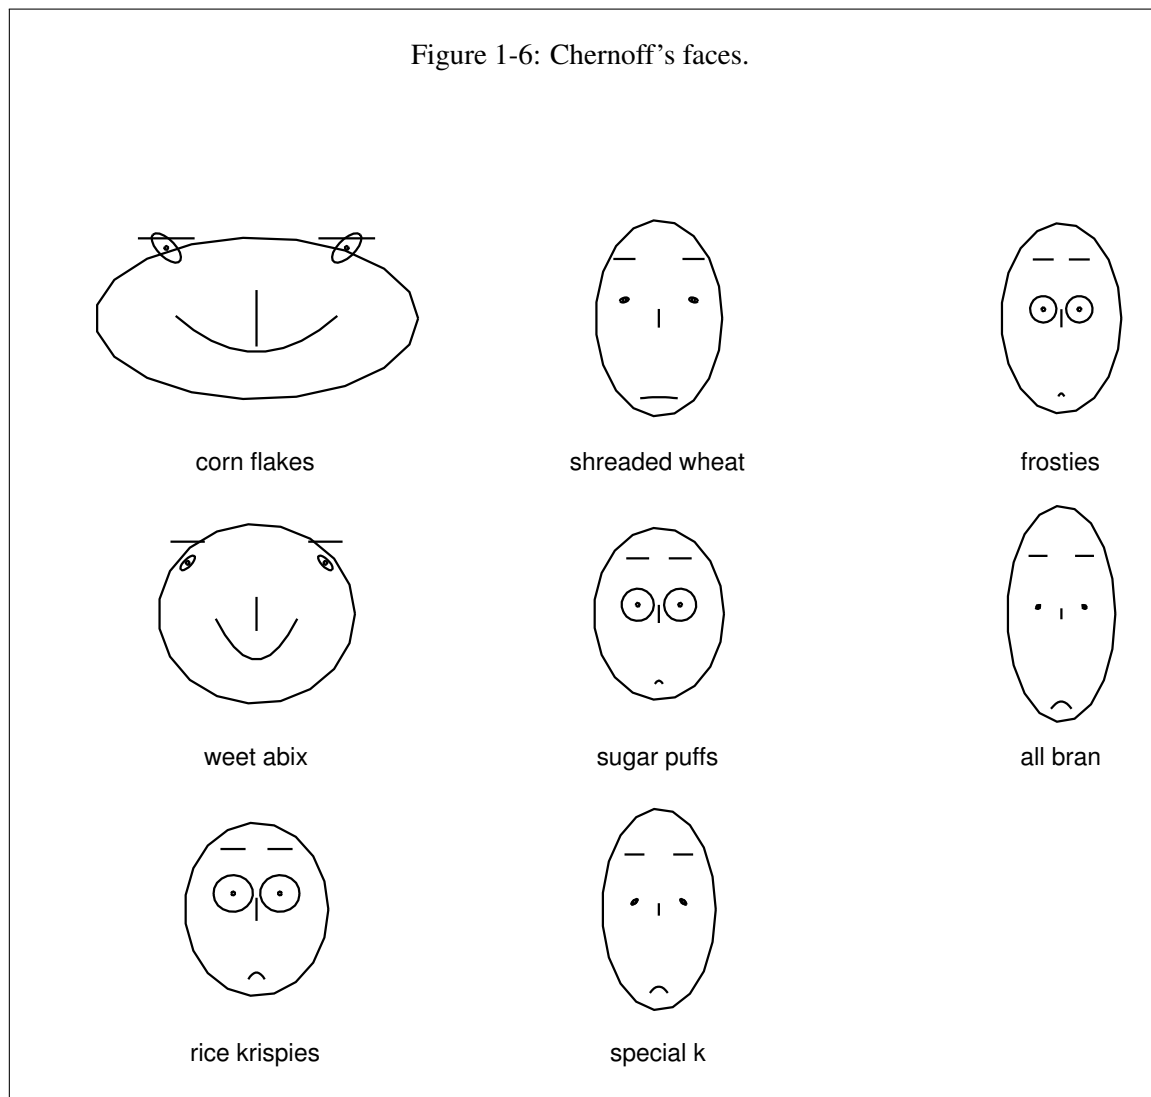 Figure 1-6: Chernoff's faces.
corn flakes
shreaded wheat
frosties
weet abix
sugar puffs
all bran
rice krispies
special k